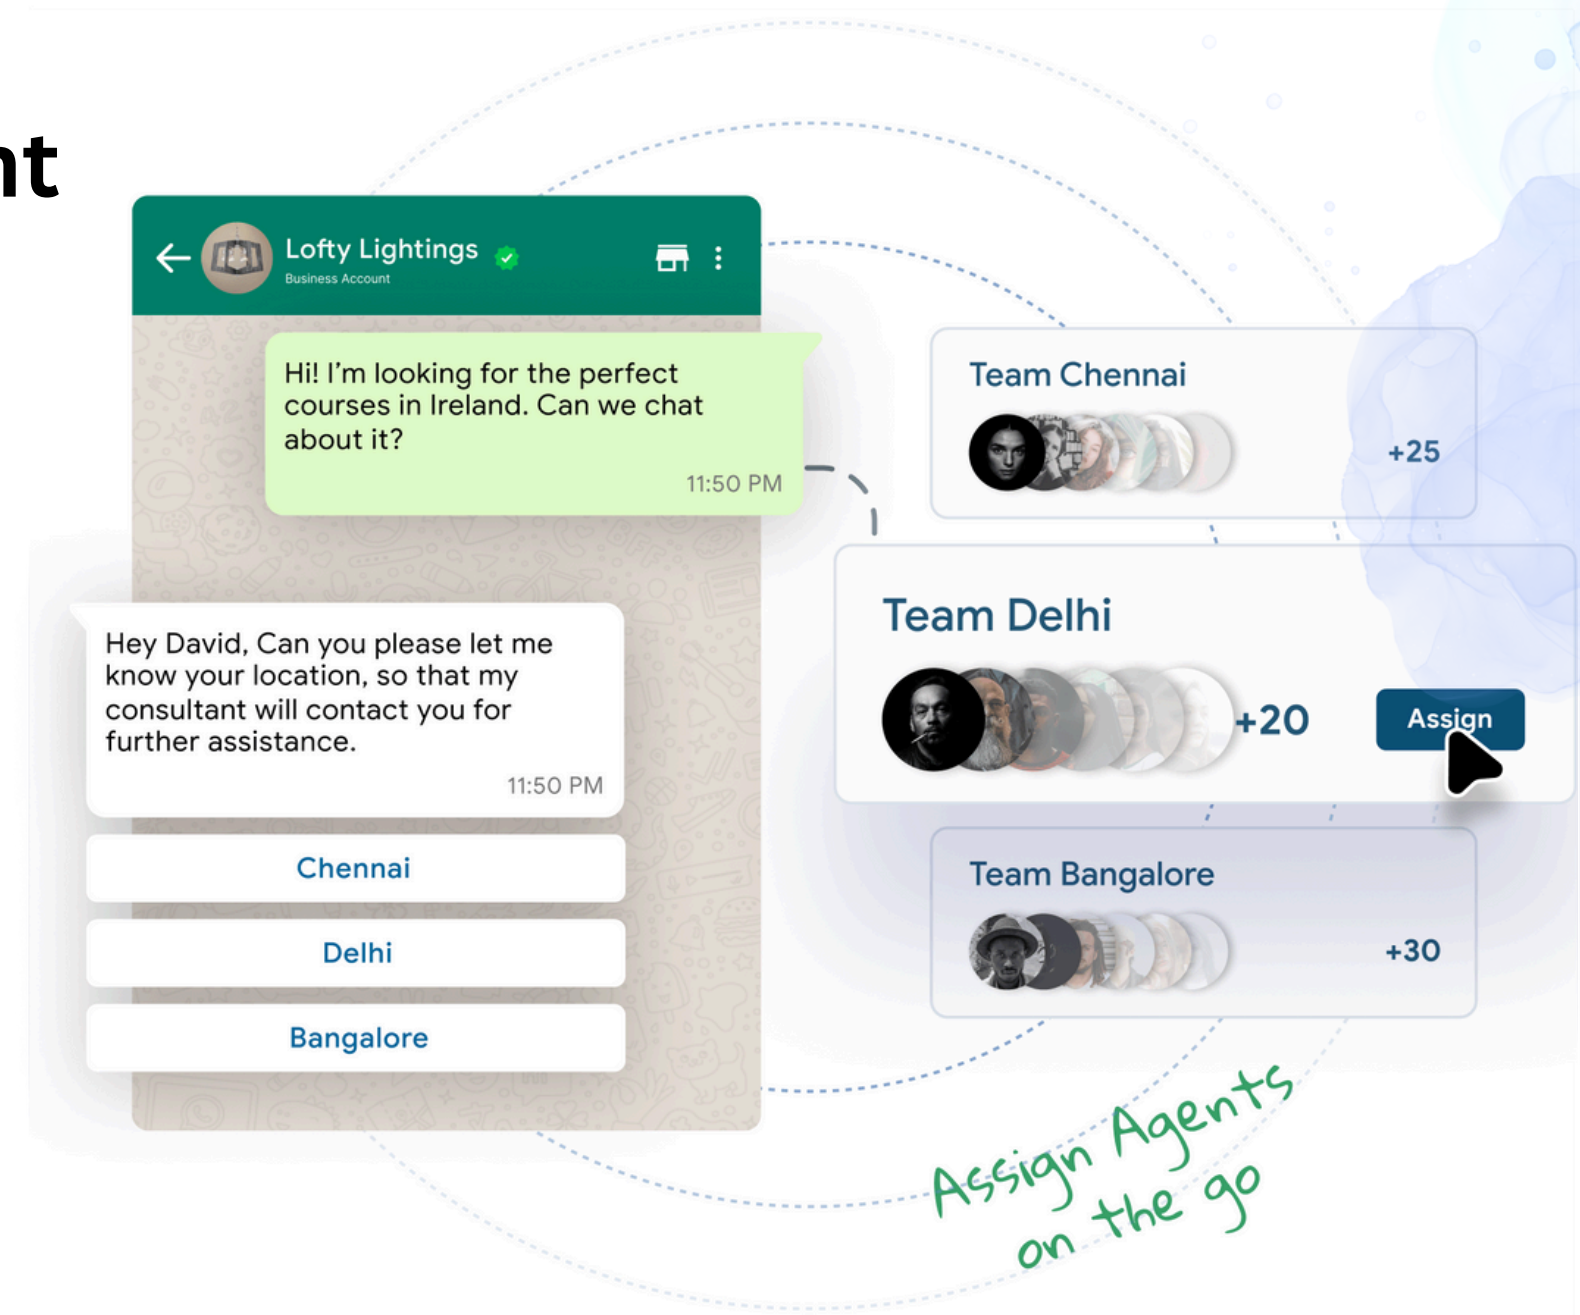 nt
Lofty Lightings
Business Account
Hi! I’m looking for the perfect
courses in Ireland. Can we chat
about it?
11:50 PM
Hey David, Can you please let me
know your location, so that my
consultant will contact you for
further assistance.
11:50 PM
Chennai
Delhi
Bangalore
Team Chennai
+25
Team Delhi
+20
Assign
Team Bangalore
+30
Assign Agents
on the go